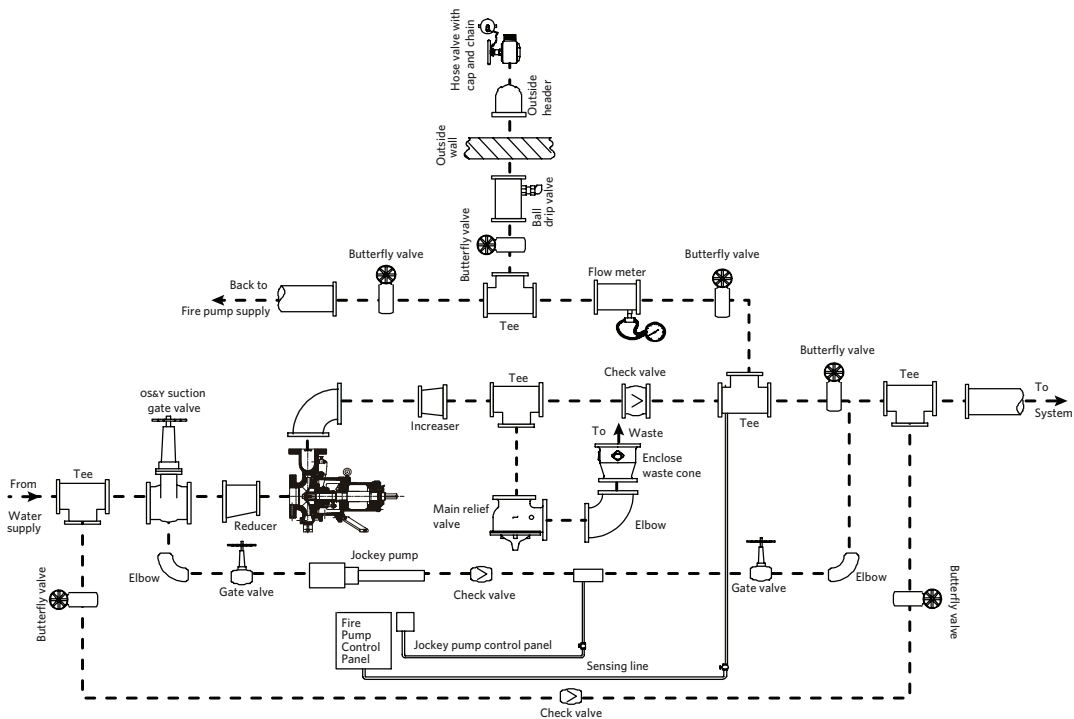 Hose valve with
cap and chain
Outside
header
Outside
wall
Ball
drip valve
Butterfly valve
Butterfly valve
Flow meter
Butterfly valve
Back to
Fire pump supply
Tee
Butterfly valve
Tee
To
System
OS&Y suction
gate valve
Tee
Check valve
Increaser
Tee
To
Waste
Enclose
waste cone
Tee
From
Water
supply
Reducer
Main relief
valve
Elbow
Elbow
Gate valve
Jockey pump
Check valve
Gate valve
Elbow
Butterfly valve
Butterfly valve
Fire
Pump
Control
Panel
Jockey pump control panel
Sensing line
Check valve